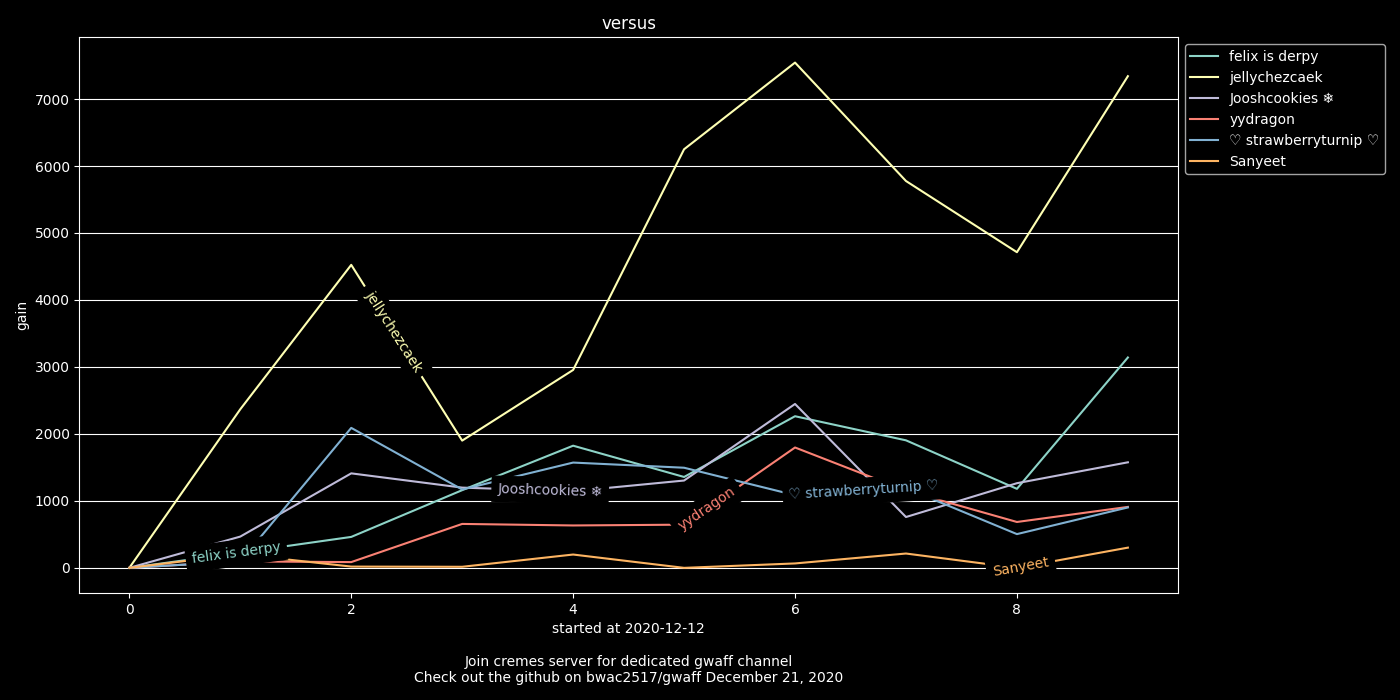 versus
felix is derpy
jellychezcaek
Jooshcookies ❄
yydragon
♡ strawberryturnip ♡
Sanyeet
7000
6000
5000
4000
3000
2000
1000
0
gain
jellychezcaek
Jooshcookies ❄
♡ strawberryturnip ♡
yydragon
felix is derpy
Sanyeet
0 2 4 6 8
started at 2020-12-12
Join cremes server for dedicated gwaff channel
Check out the github on bwac2517/gwaff December 21, 2020